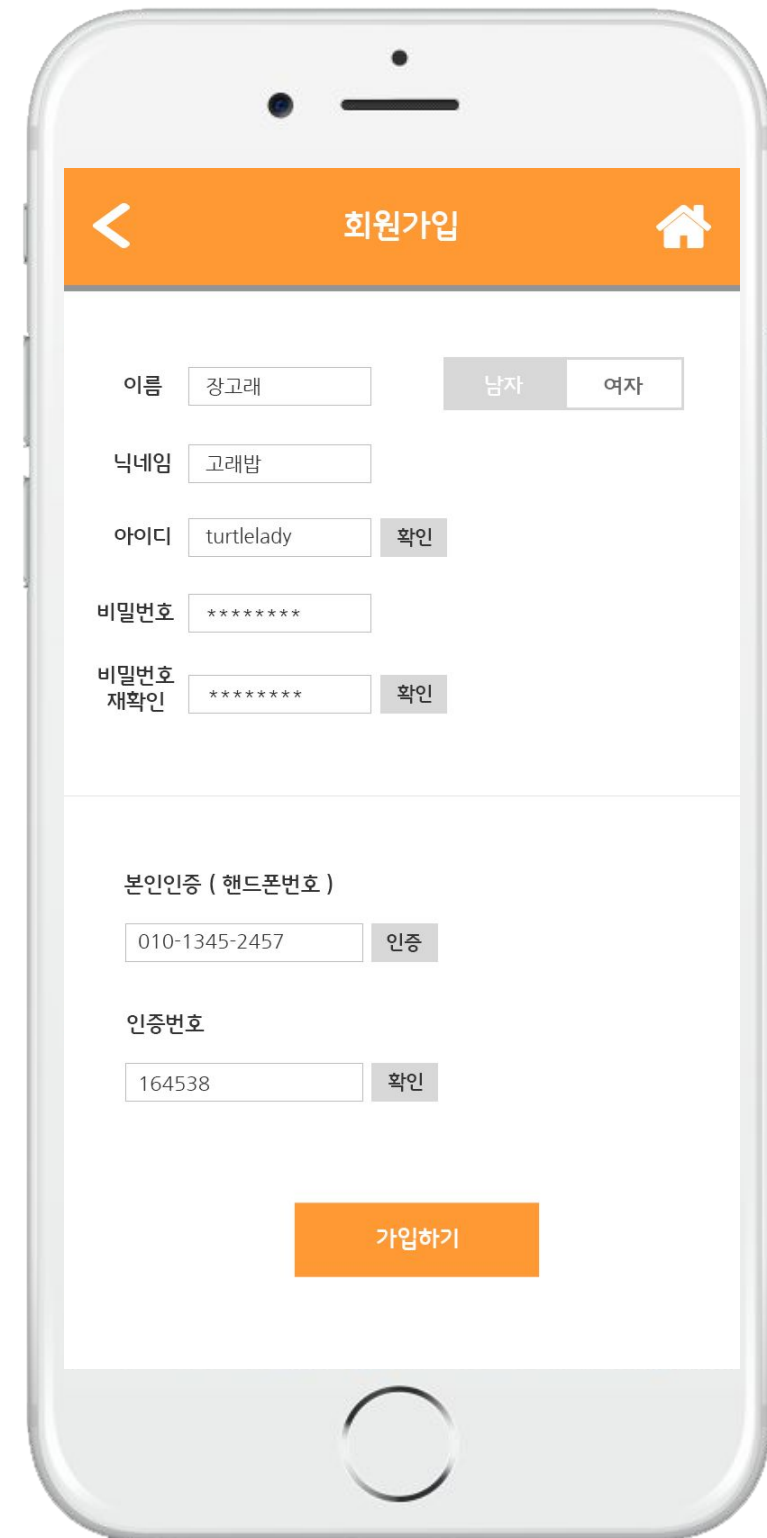 회원가입
이름 장고래 남자 여자
닉네임 고래밥
아이디 turtlelady 확인
비밀번호 ********
비밀번호
재확인 ******** 확인
본인인증 ( 핸드폰번호 )
010-1345-2457 인증
인증번호
164538 확인
가입하기